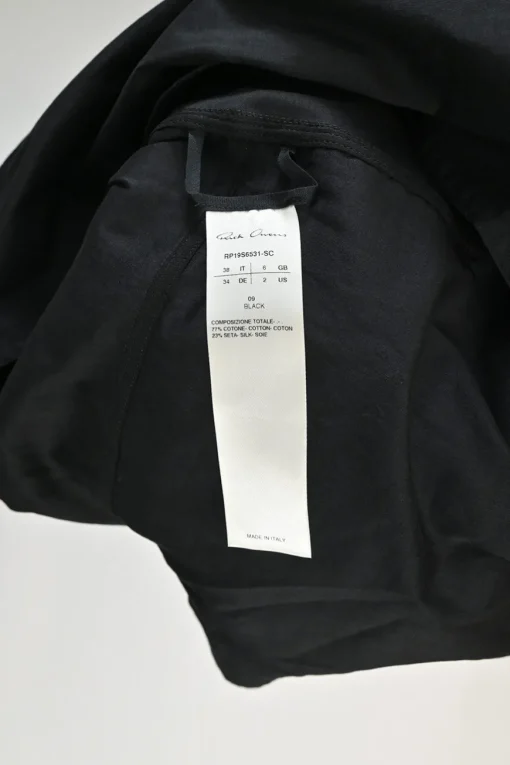 Rick Owens
RP19S6531-SC
38 IT 6 GB
34 DE 2 US
09
BLACK
COMPOSIZIONE TOTALE- -
77% COTONE- COTTON- COTON
23% SETA- SILK- SOIE
MADE IN ITALY